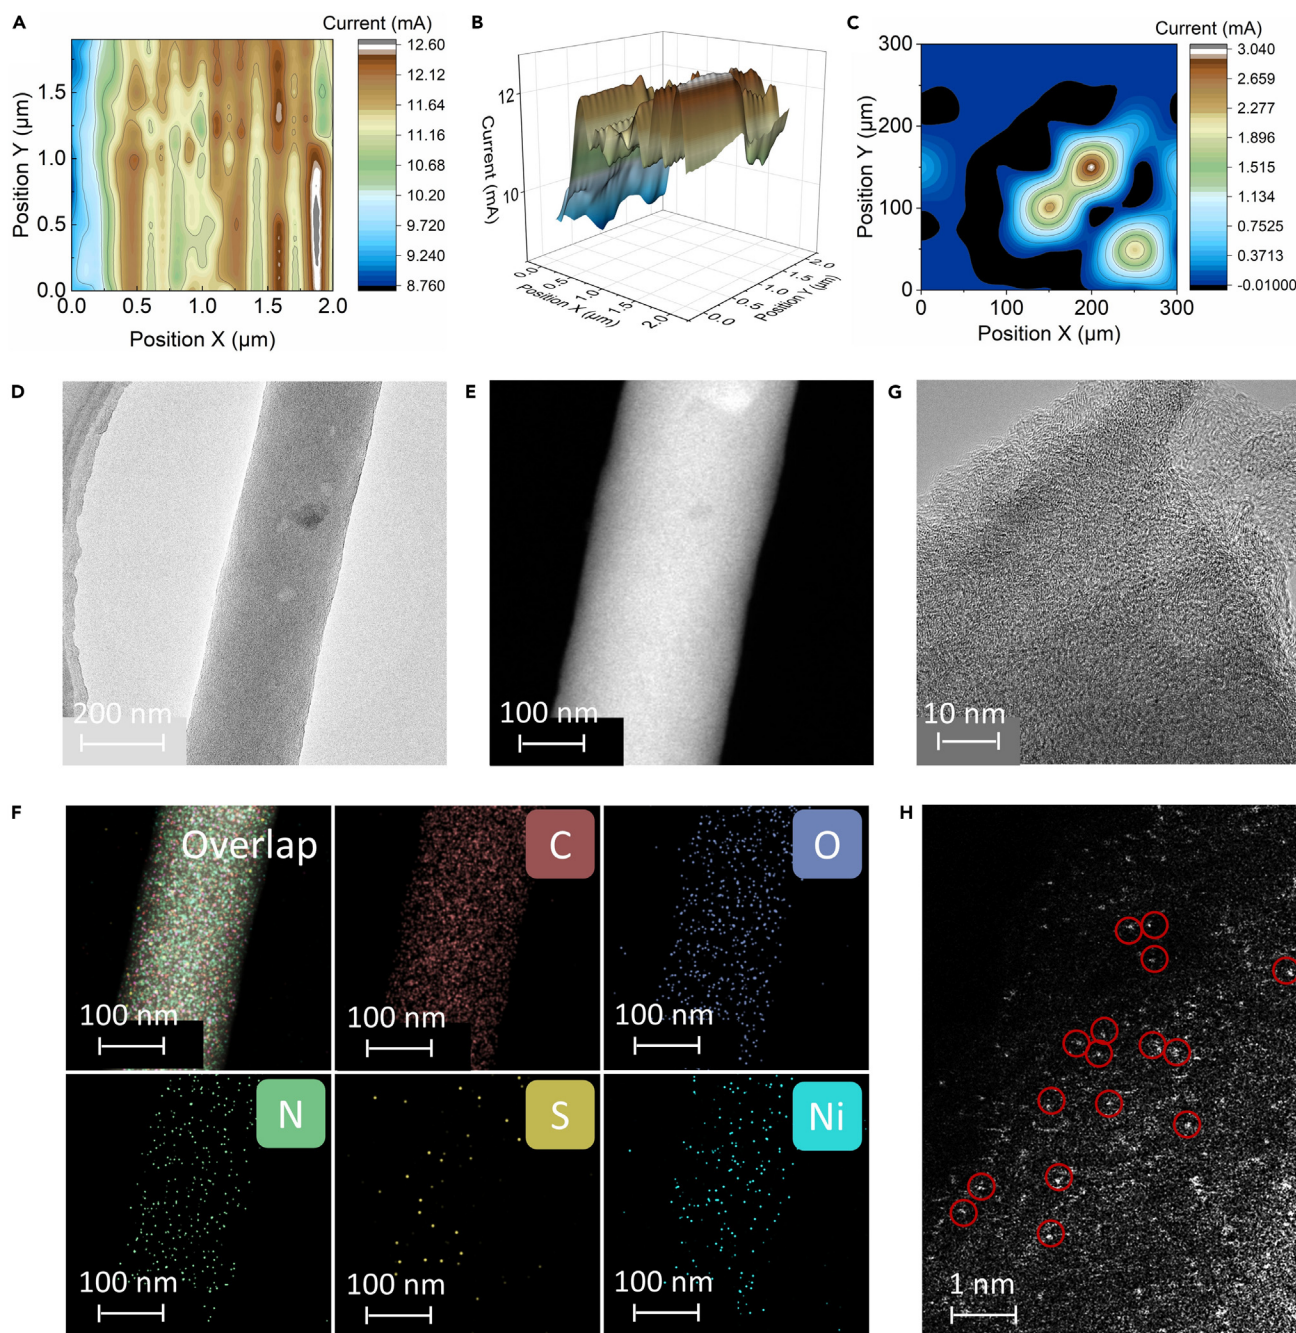 A
Current (mA)
Position Y (µm)
1.5
1.0
0.5
0.0
0.0 0.5 1.0 1.5 2.0
Position X (µm)
12.60
12.12
11.64
11.16
10.68
10.20
9.720
9.240
8.760
B
Current (mA)
12
10
0.0 0.5 1.0 1.5 2.0
Position X (µm)
0.0 0.5 1.0 1.5 2.0
Position Y (µm)
C
Current (mA)
Position Y (µm)
300
200
100
0
0 100 200 300
Position X (µm)
3.040
2.659
2.277
1.896
1.515
1.134
0.7525
0.3713
-0.01000
D
200 nm
E
100 nm
G
10 nm
F
Overlap
100 nm
C
100 nm
O
100 nm
N
100 nm
S
100 nm
Ni
100 nm
H
1 nm